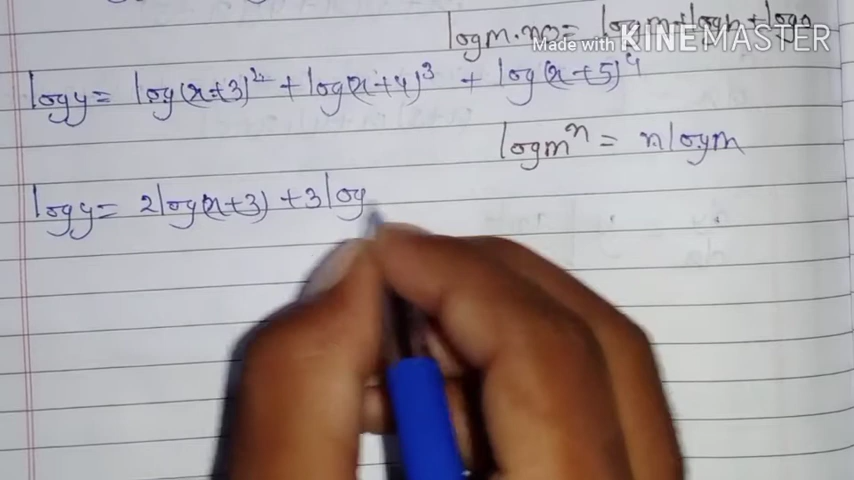 log m·n·o = log m + log n + log o
Made with KINEMASTER
log y = log(x+3)² + log(x+4)³ + log(x+5)⁴
log mⁿ = n log m
log y = 2 log(x+3) + 3 log